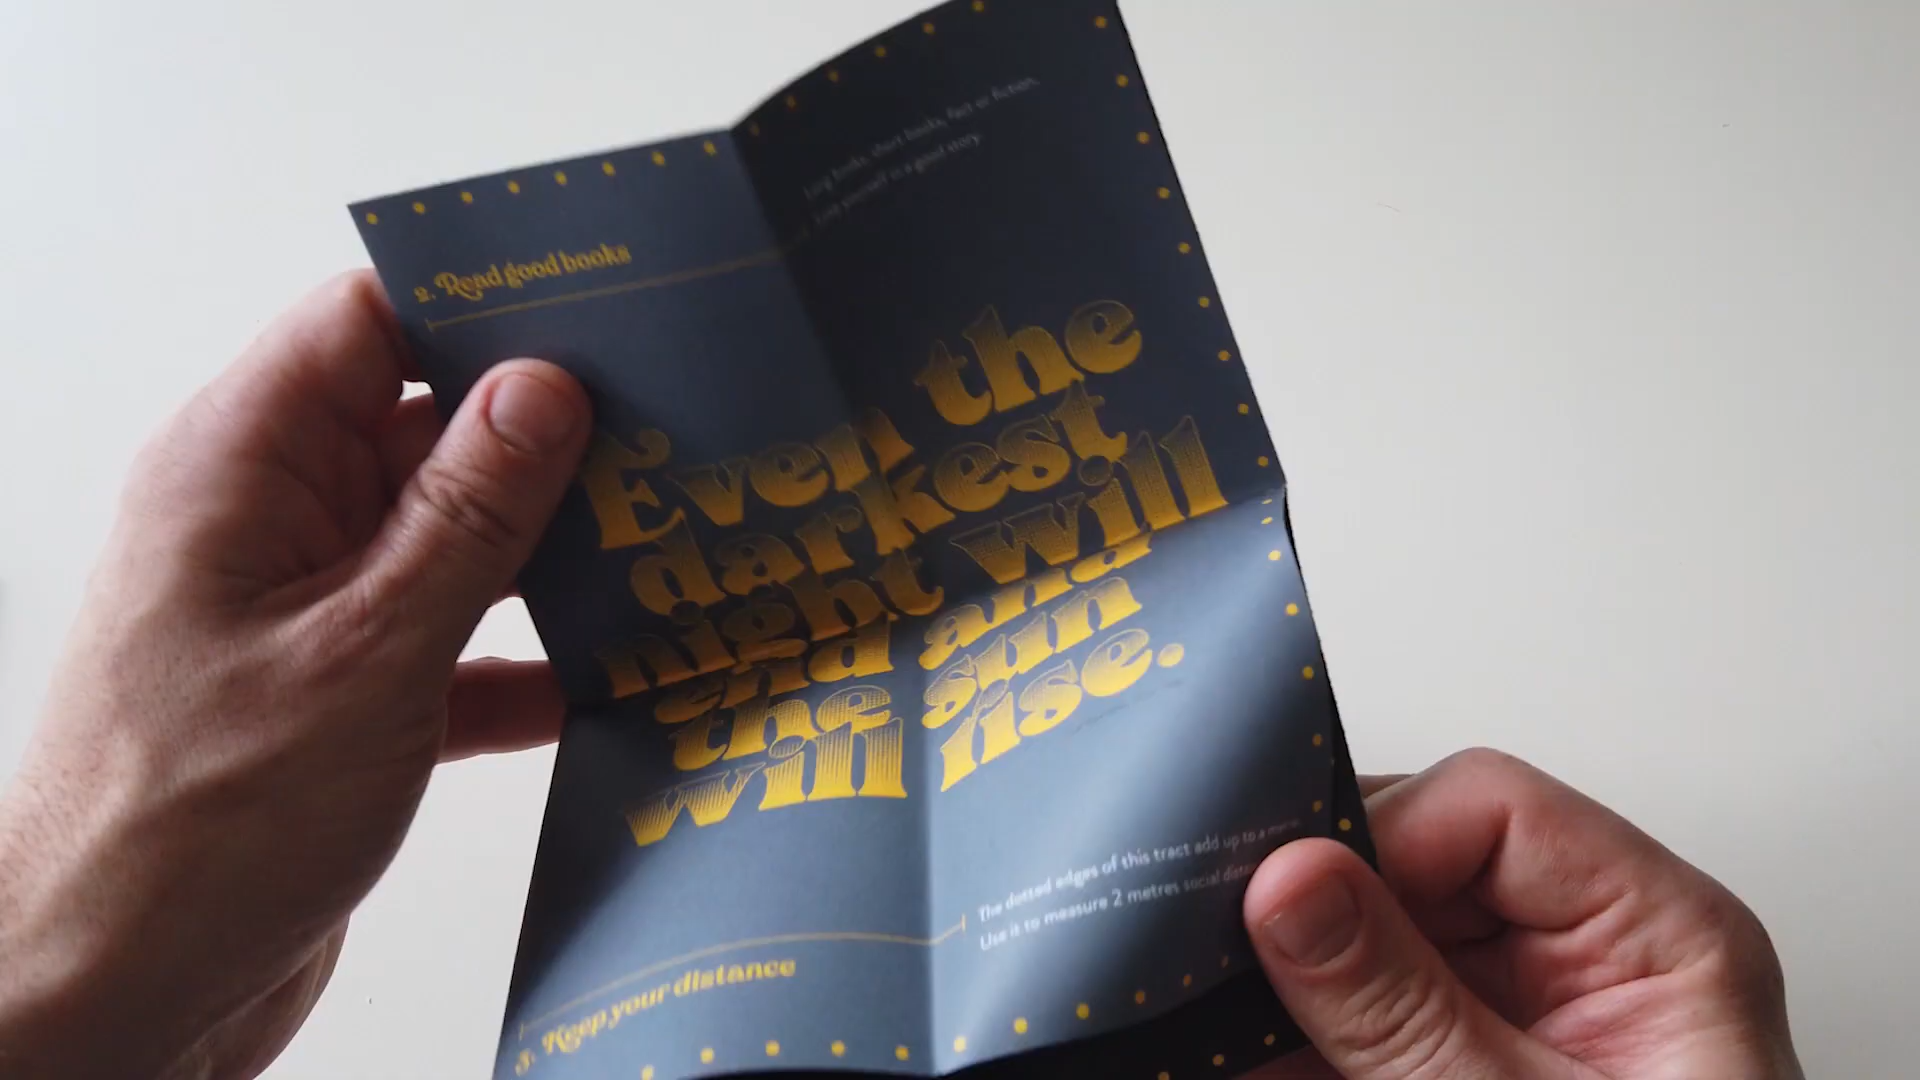 2. Read good books
Long books, short books, fact or fiction.
Lose yourself in a good story.
Even the
darkest
night will
end and
the sun
will rise.
The dotted edges of this tract add up to a
Use it to measure 2 metres social
3. Keep your distance